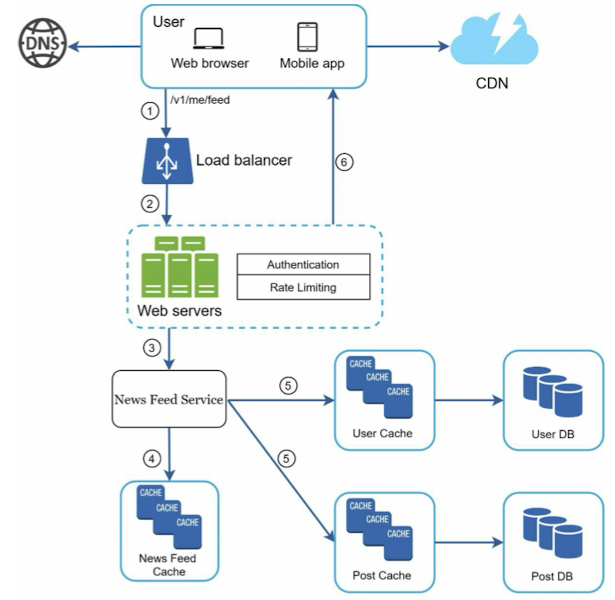 User
DNS
Web browser
Mobile app
CDN
1
/v1/me/feed
Load balancer
6
2
Authentication
Rate Limiting
Web servers
3
CACHE
CACHE
CACHE
5
News Feed Service
User Cache
User DB
4
5
CACHE
CACHE
CACHE
News Feed
Cache
CACHE
CACHE
CACHE
Post Cache
Post DB